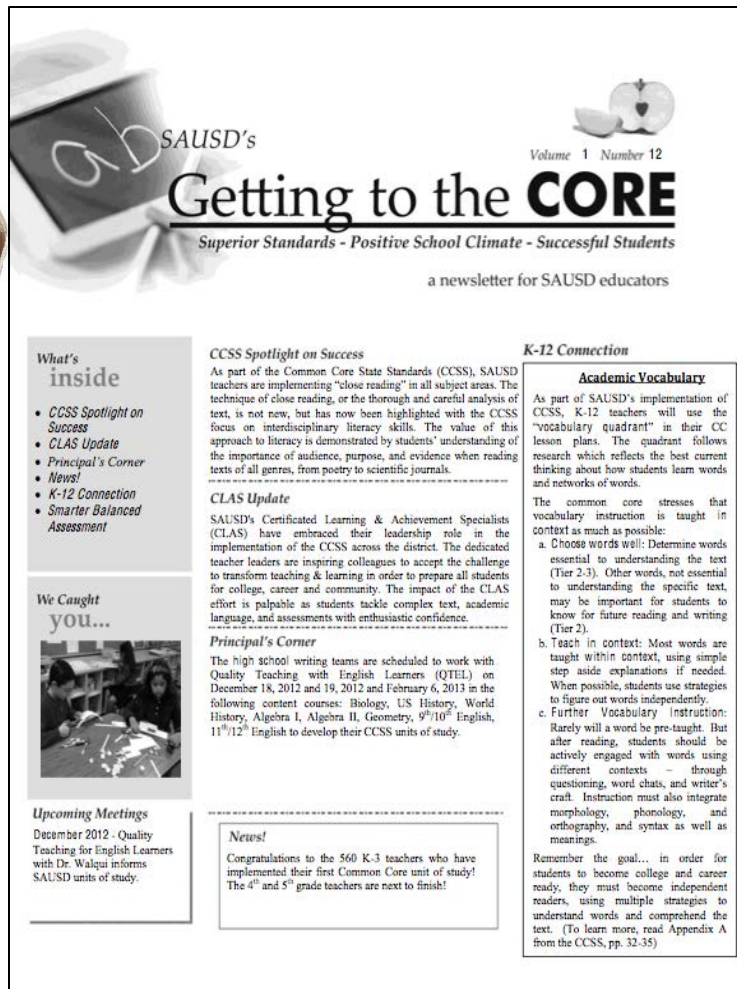 ab
SAUSD's
Volume 1 Number 12
Getting to the CORE
Superior Standards - Positive School Climate - Successful Students
a newsletter for SAUSD educators
What's
inside
• CCSS Spotlight on
Success
• CLAS Update
• Principal's Corner
• News!
• K-12 Connection
• Smarter Balanced
Assessment
We Caught
you...
Upcoming Meetings
December 2012 - Quality
Teaching for English Learners
with Dr. Walqui informs
SAUSD units of study.
CCSS Spotlight on Success
As part of the Common Core State Standards (CCSS), SAUSD
teachers are implementing "close reading" in all subject areas. The
technique of close reading, or the thorough and careful analysis of
text, is not new, but has now been highlighted with the CCSS
focus on interdisciplinary literacy skills. The value of this
approach to literacy is demonstrated by students' understanding of
the importance of audience, purpose, and evidence when reading
texts of all genres, from poetry to scientific journals.
CLAS Update
SAUSD's Certificated Learning & Achievement Specialists
(CLAS) have embraced their leadership role in the
implementation of the CCSS across the district. The dedicated
teacher leaders are inspiring colleagues to accept the challenge
to transform teaching & learning in order to prepare all students
for college, career and community. The impact of the CLAS
effort is palpable as students tackle complex text, academic
language, and assessments with enthusiastic confidence.
Principal's Corner
The high school writing teams are scheduled to work with
Quality Teaching with English Learners (QTEL) on
December 18, 2012 and 19, 2012 and February 6, 2013 in the
following content courses: Biology, US History, World
History, Algebra I, Algebra II, Geometry, 9th/10th English,
11th/12th English to develop their CCSS units of study.
News!
Congratulations to the 560 K-3 teachers who have
implemented their first Common Core unit of study!
The 4th and 5th grade teachers are next to finish!
K-12 Connection
Academic Vocabulary
As part of SAUSD's implementation of
CCSS, K-12 teachers will use the
"vocabulary quadrant" in their CC
lesson plans. The quadrant follows
research which reflects the best current
thinking about how students learn words
and networks of words.
The common core stresses that
vocabulary instruction is taught in
context as much as possible:
a. Choose words well: Determine words
essential to understanding the text
(Tier 2-3). Other words, not essential
to understanding the specific text,
may be important for students to
know for future reading and writing
(Tier 2).
b. Teach in context: Most words are
taught within context, using simple
step aside explanations if needed.
When possible, students use strategies
to figure out words independently.
c. Further Vocabulary Instruction:
Rarely will a word be pre-taught. But
after reading, students should be
actively engaged with words using
different contexts – through
questioning, word chats, and writer's
craft. Instruction must also integrate
morphology, phonology, and
orthography, and syntax as well as
meanings.
Remember the goal... in order for
students to become college and career
ready, they must become independent
readers, using multiple strategies to
understand words and comprehend the
text. (To learn more, read Appendix A
from the CCSS, pp. 32-35)